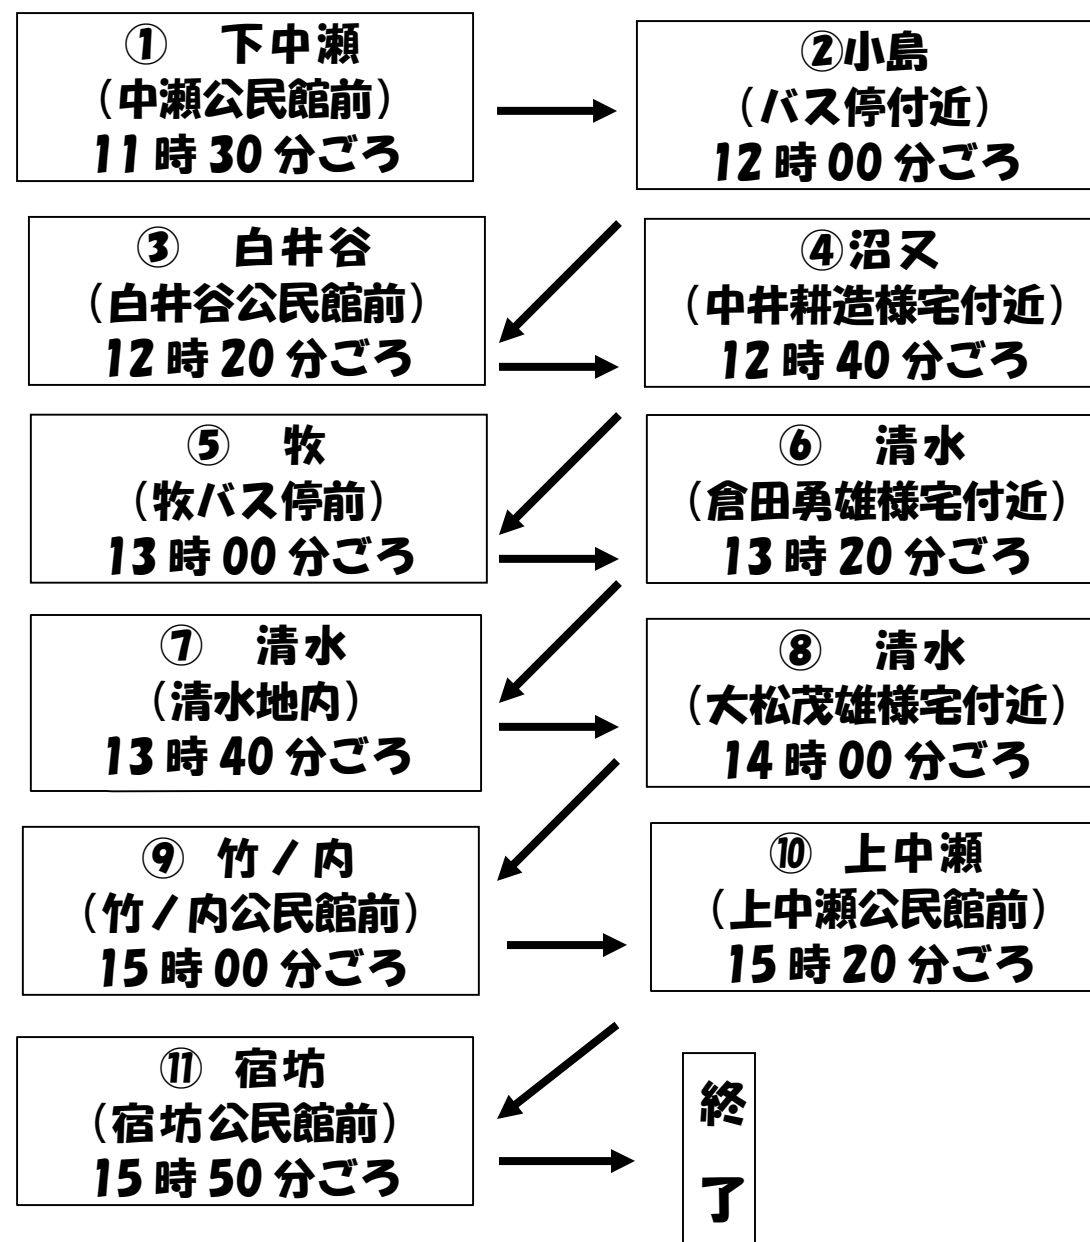 ① 下中瀬
（中瀬公民館前）
11時30分ごろ
②小島
（バス停付近）
12時00分ごろ
③ 白井谷
（白井谷公民館前）
12時20分ごろ
④沼又
（中井耕造様宅付近）
12時40分ごろ
⑤ 牧
（牧バス停前）
13時00分ごろ
⑥ 清水
（倉田勇雄様宅付近）
13時20分ごろ
⑦ 清水
（清水地内）
13時40分ごろ
⑧ 清水
（大松茂雄様宅付近）
14時00分ごろ
⑨ 竹ノ内
（竹ノ内公民館前）
15時00分ごろ
⑩ 上中瀬
（上中瀬公民館前）
15時20分ごろ
⑪ 宿坊
（宿坊公民館前）
15時50分ごろ
終了